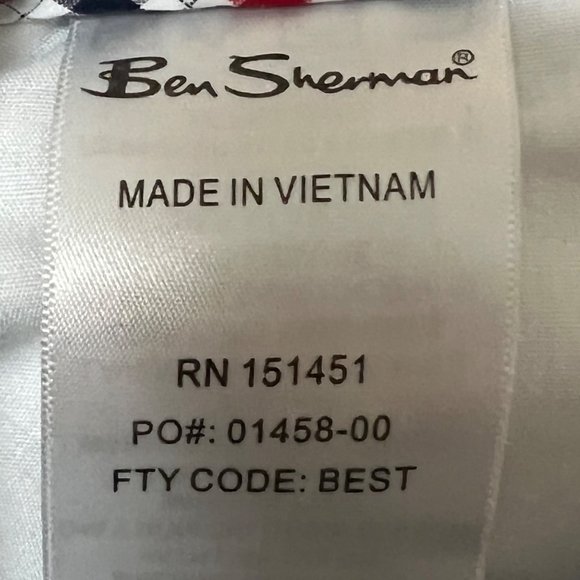 Ben Sherman®
MADE IN VIETNAM
RN 151451
PO#: 01458-00
FTY CODE: BEST